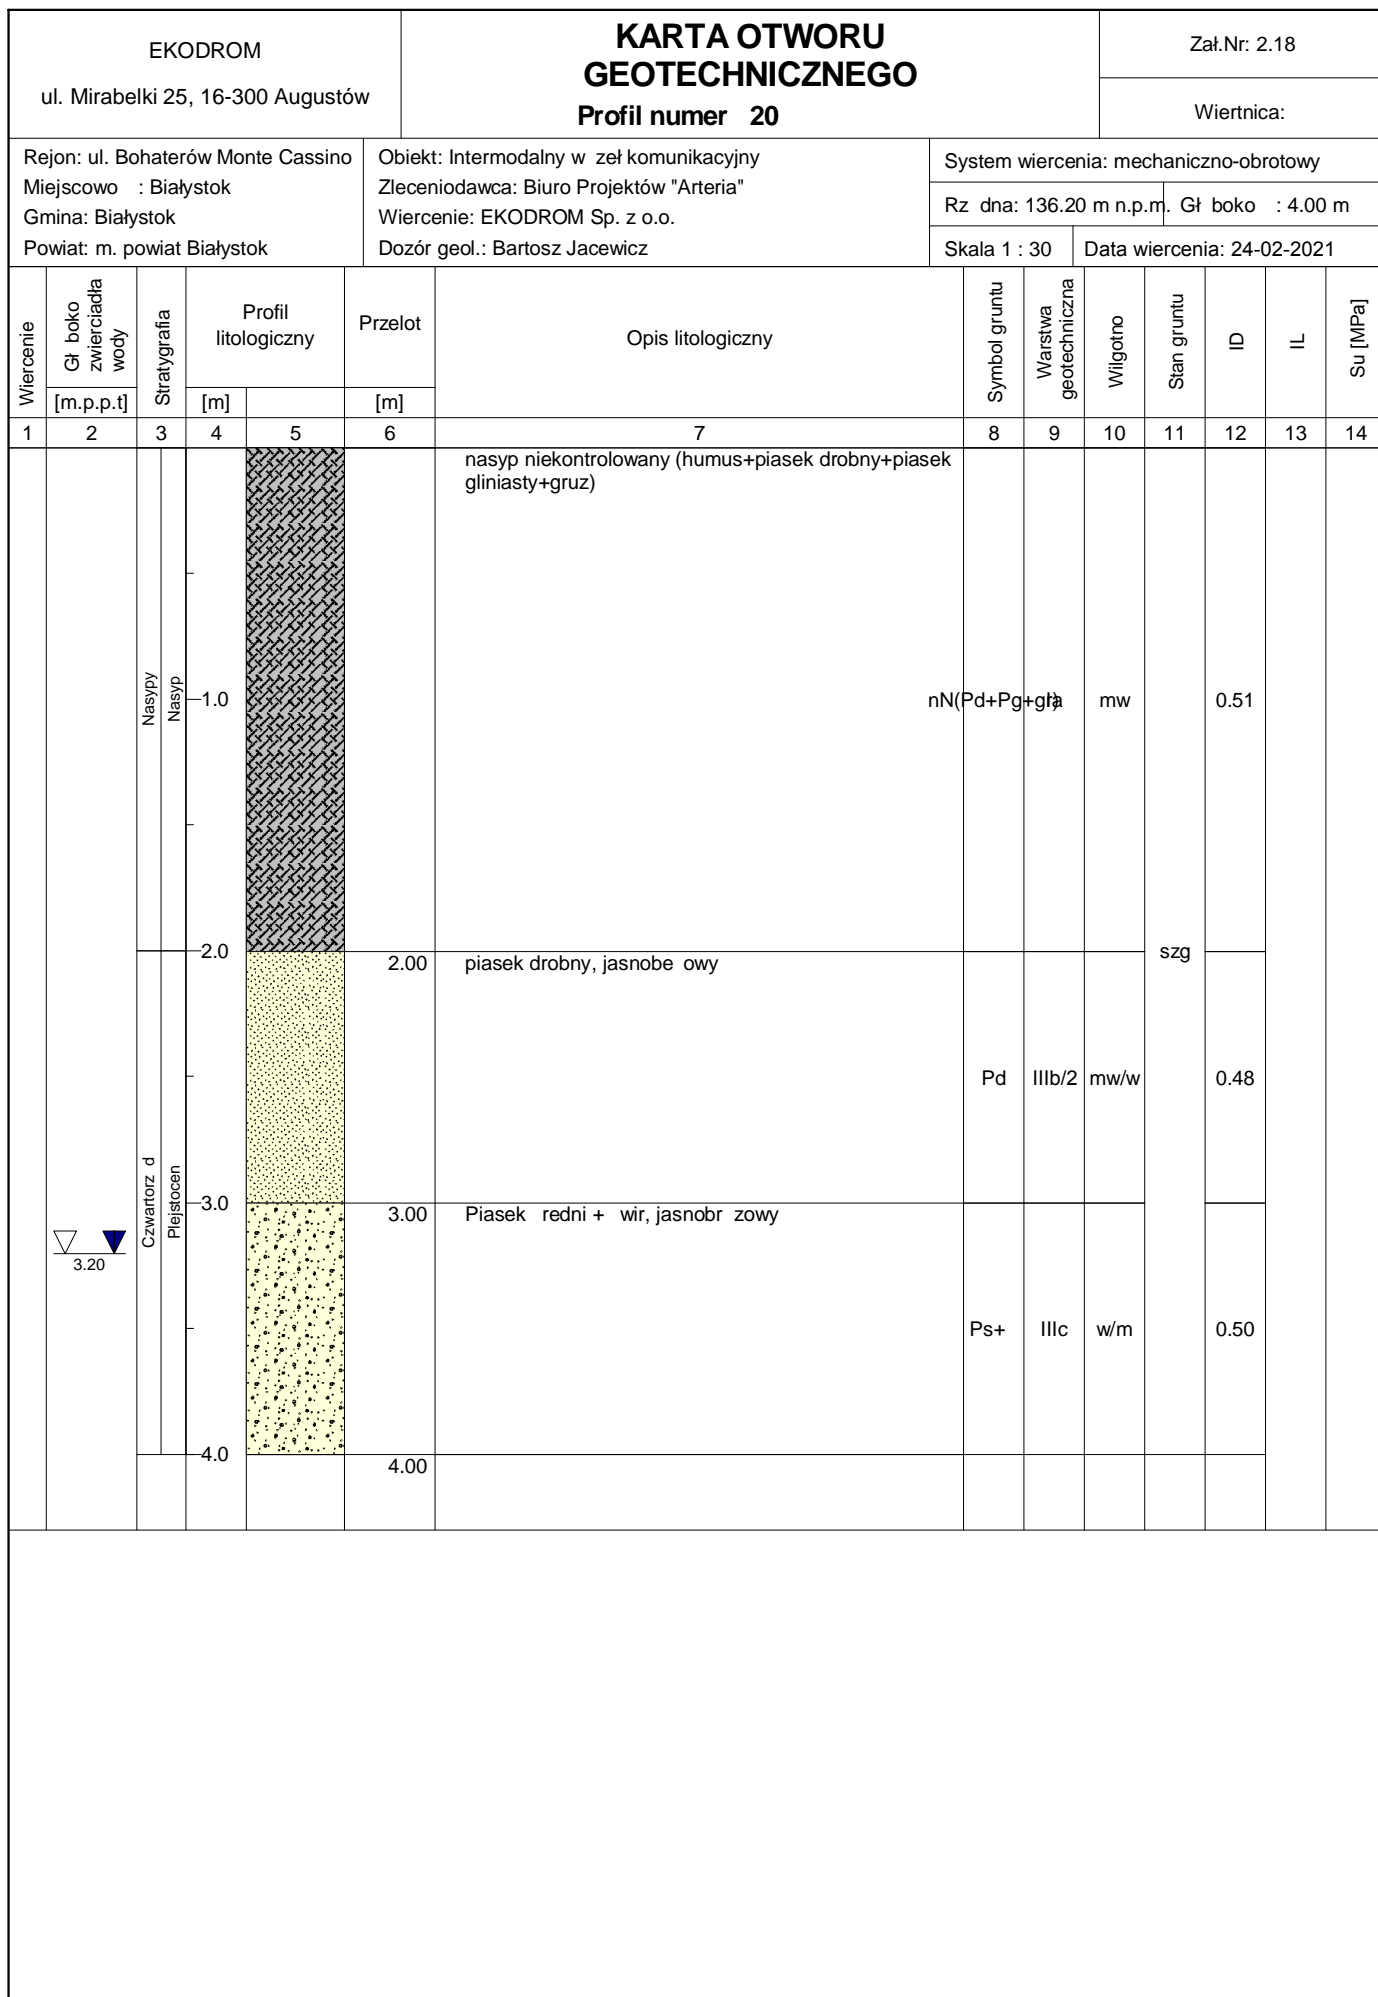 EKODROM
ul. Mirabelki 25, 16-300 Augustów
KARTA OTWORU
GEOTECHNICZNEGO
Profil numer 20
Zał.Nr: 2.18
Wiertnica:
Rejon: ul. Bohaterów Monte Cassino
Miejscowo : Białystok
Gmina: Białystok
Powiat: m. powiat Białystok
Obiekt: Intermodalny w zeł komunikacyjny
Zleceniodawca: Biuro Projektów "Arteria"
Wiercenie: EKODROM Sp. z o.o.
Dozór geol.: Bartosz Jacewicz
System wiercenia: mechaniczno-obrotowy
Rz dna: 136.20 m n.p.m. Gł boko : 4.00 m
Skala 1 : 30 Data wiercenia: 24-02-2021
Wiercenie
Gł boko
zwierciadła
wody
[m.p.p.t]
Stratygrafia
Profil
litologiczny
[m]
Przelot
[m]
Opis litologiczny
Symbol gruntu
Warstwa
geotechniczna
Wilgotno
Stan gruntu
ID
IL
Su [MPa]
1 2 3 4 5 6 7 8 9 10 11 12 13 14
nasyp niekontrolowany (humus+piasek drobny+piasek
gliniasty+gruz)
Nasypy
Nasyp
1.0
nN(Pd+Pg+gr) Ia mw 0.51
2.0
2.00 piasek drobny, jasnobe owy
szg
Pd IIIb/2 mw/w 0.48
Czwartorz d
Plejstocen
3.0
3.00 Piasek redni + wir, jasnobr zowy
3.20
Ps+ IIIc w/m 0.50
4.0
4.00